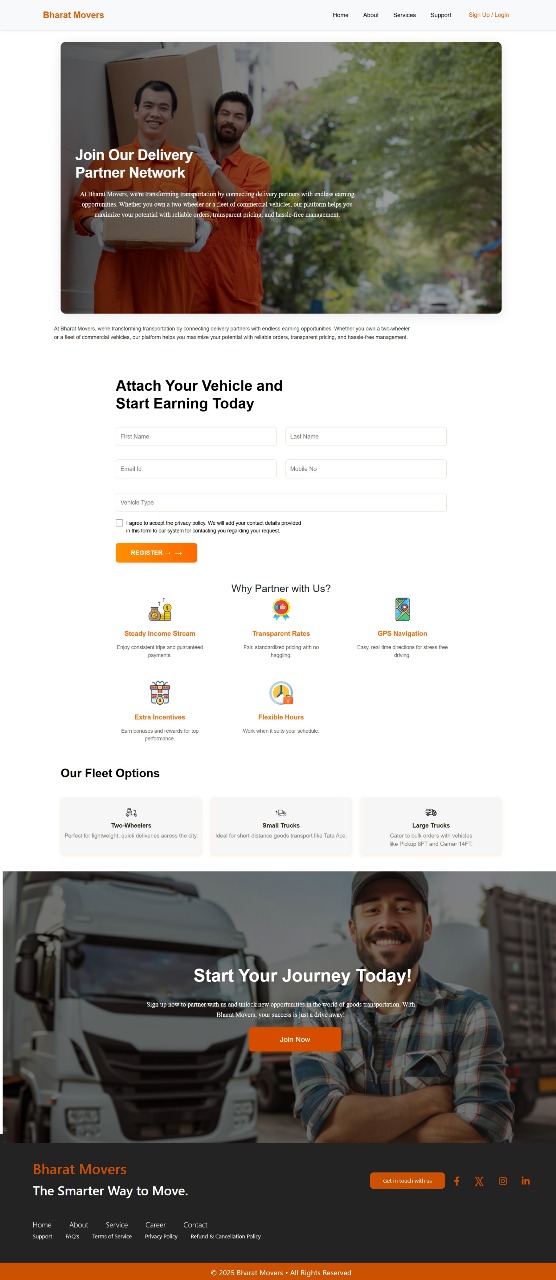 Bharat Movers
Home About Services Support Sign Up / Login
Join Our Delivery
Partner Network
At Bharat Movers, we're transforming transportation by connecting delivery partners with endless earning
opportunities. Whether you own a two-wheeler or a fleet of commercial vehicles, our platform helps you
maximize your potential with reliable orders, transparent pricing, and hassle-free management.
At Bharat Movers, we're transforming transportation by connecting delivery partners with endless earning opportunities. Whether you own a two-wheeler
or a fleet of commercial vehicles, our platform helps you maximize your potential with reliable orders, transparent pricing, and hassle-free management.
Attach Your Vehicle and
Start Earning Today
First Name Last Name
Email Id Mobile No
Vehicle Type
I agree to accept the privacy policy. We will add your contact details provided
in this form to our system for contacting you regarding your request.
REGISTER → →
Why Partner with Us?
Steady Income Stream
Enjoy consistent trips and guaranteed
payments.
Transparent Rates
Fair, standardized pricing with no
haggling.
GPS Navigation
Easy, real-time directions for stress-free
driving.
Extra Incentives
Earn bonuses and rewards for top
performance.
Flexible Hours
Work when it suits your schedule.
Our Fleet Options
Two-Wheelers
Perfect for lightweight, quick deliveries across the city.
Small Trucks
Ideal for short-distance goods transport like Tata Ace.
Large Trucks
Cater to bulk orders with vehicles
like Pickup 8FT and Canter 14FT.
Start Your Journey Today!
Sign up now to partner with us and unlock new opportunities in the world of goods transportation. With
Bharat Movers, your success is just a drive away!
Join Now
Bharat Movers
The Smarter Way to Move.
Get in touch with us
Home About Service Career Contact
Support FAQ's Terms of Service Privacy Policy Refund & Cancellation Policy
© 2025 Bharat Movers • All Rights Reserved